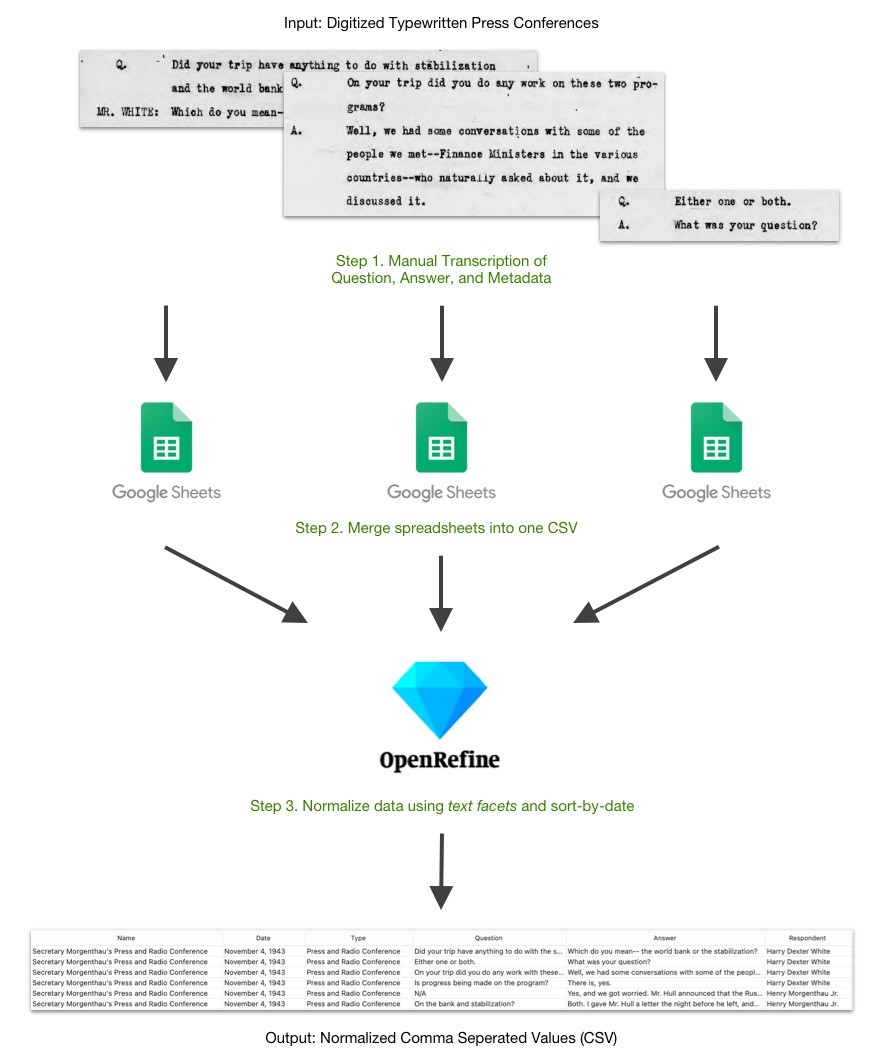 Input: Digitized Typewritten Press Conferences
Q. Did your trip have anything to do with stabilization
and the world bank
MR. WHITE: Which do you mean-
Q. On your trip did you do any work on these two pro-
grams?
A. Well, we had some conversations with some of the
people we met--Finance Ministers in the various
countries--who naturally asked about it, and we
discussed it.
Q. Either one or both.
A. What was your question?
Step 1. Manual Transcription of
Question, Answer, and Metadata
Google Sheets Google Sheets Google Sheets
Step 2. Merge spreadsheets into one CSV
OpenRefine
Step 3. Normalize data using text facets and sort-by-date
Name Date Type Question Answer Respondent
Secretary Morgenthau's Press and Radio Conference November 4, 1943 Press and Radio Conference Did your trip have anything to do with the s... Which do you mean-- the world bank or the stabilization? Harry Dexter White
Secretary Morgenthau's Press and Radio Conference November 4, 1943 Press and Radio Conference Either one or both. What was your question? Harry Dexter White
Secretary Morgenthau's Press and Radio Conference November 4, 1943 Press and Radio Conference On your trip did you do any work with these... Well, we had some conversations with some of the peopl... Harry Dexter White
Secretary Morgenthau's Press and Radio Conference November 4, 1943 Press and Radio Conference Is progress being made on the program? There is, yes. Harry Dexter White
Secretary Morgenthau's Press and Radio Conference November 4, 1943 Press and Radio Conference N/A Yes, and we got worried. Mr. Hull announced that the Rus... Henry Morgenthau Jr.
Secretary Morgenthau's Press and Radio Conference November 4, 1943 Press and Radio Conference On the bank and stabilization? Both. I gave Mr. Hull a letter the night before he left, and... Henry Morgenthau Jr.
Output: Normalized Comma Seperated Values (CSV)